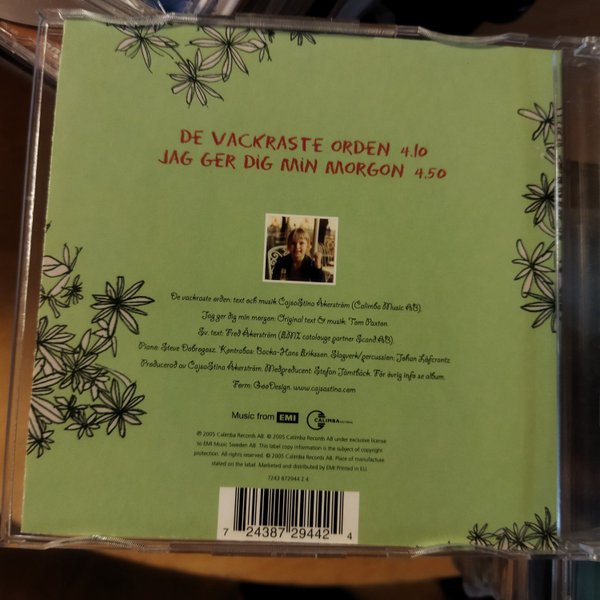 DE VACKRASTE ORDEN 4.10
JAG GER DIG MIN MORGON 4.50
De vackraste orden: text och musik CajsaStina Åkerström (Calimba Music AB).
Jag ger dig min morgon: Original text & musik: Tom Paxton.
Sv. text: Fred Åkerström (BMI catalouge partner Scand AB).
Piano: Steve Dobrogosz. Kontrabas: Backa-Hans Eriksson. Slagverk/percussion: Johan Löfcrantz.
Producerad av CajsaStina Åkerström. Medproducent: Stefan Jämtbäck. För övrig info se album.
Form: GooDesign. www.cajsastina.com
Music from EMI CALIMBA
℗ 2005 Calimba Records AB. © 2005 Calimba Records AB under exclusive license
to EMI Music Sweden AB. This label copy information is the subject of copyright
protection. All rights reserved. © 2005 Calimba Records AB. Place of manufacture
stated on the label. Marketed and distributed by EMI Printed in EU.
7243 872944 2 4
7 24387 29442 4